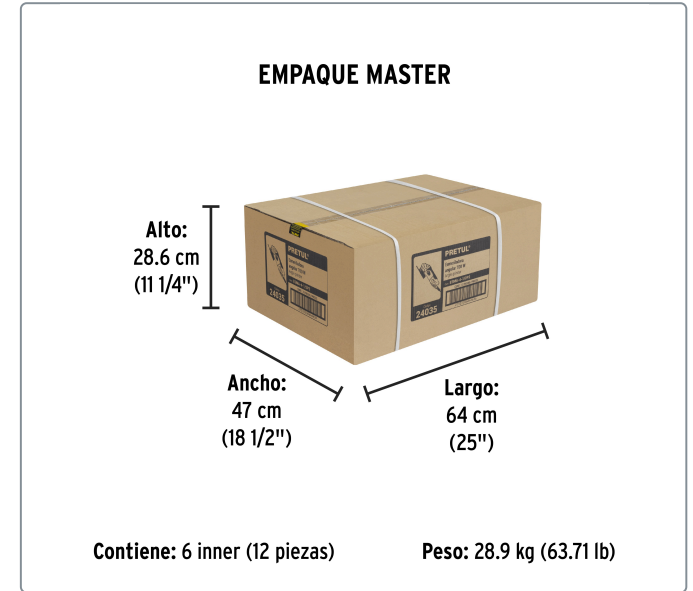 EMPAQUE MASTER
Alto:
28.6 cm
(11 1/4")
PRETUL
24035
PRETUL
24035
Ancho:
47 cm
(18 1/2")
Largo:
64 cm
(25")
Contiene: 6 inner (12 piezas)
Peso: 28.9 kg (63.71 lb)